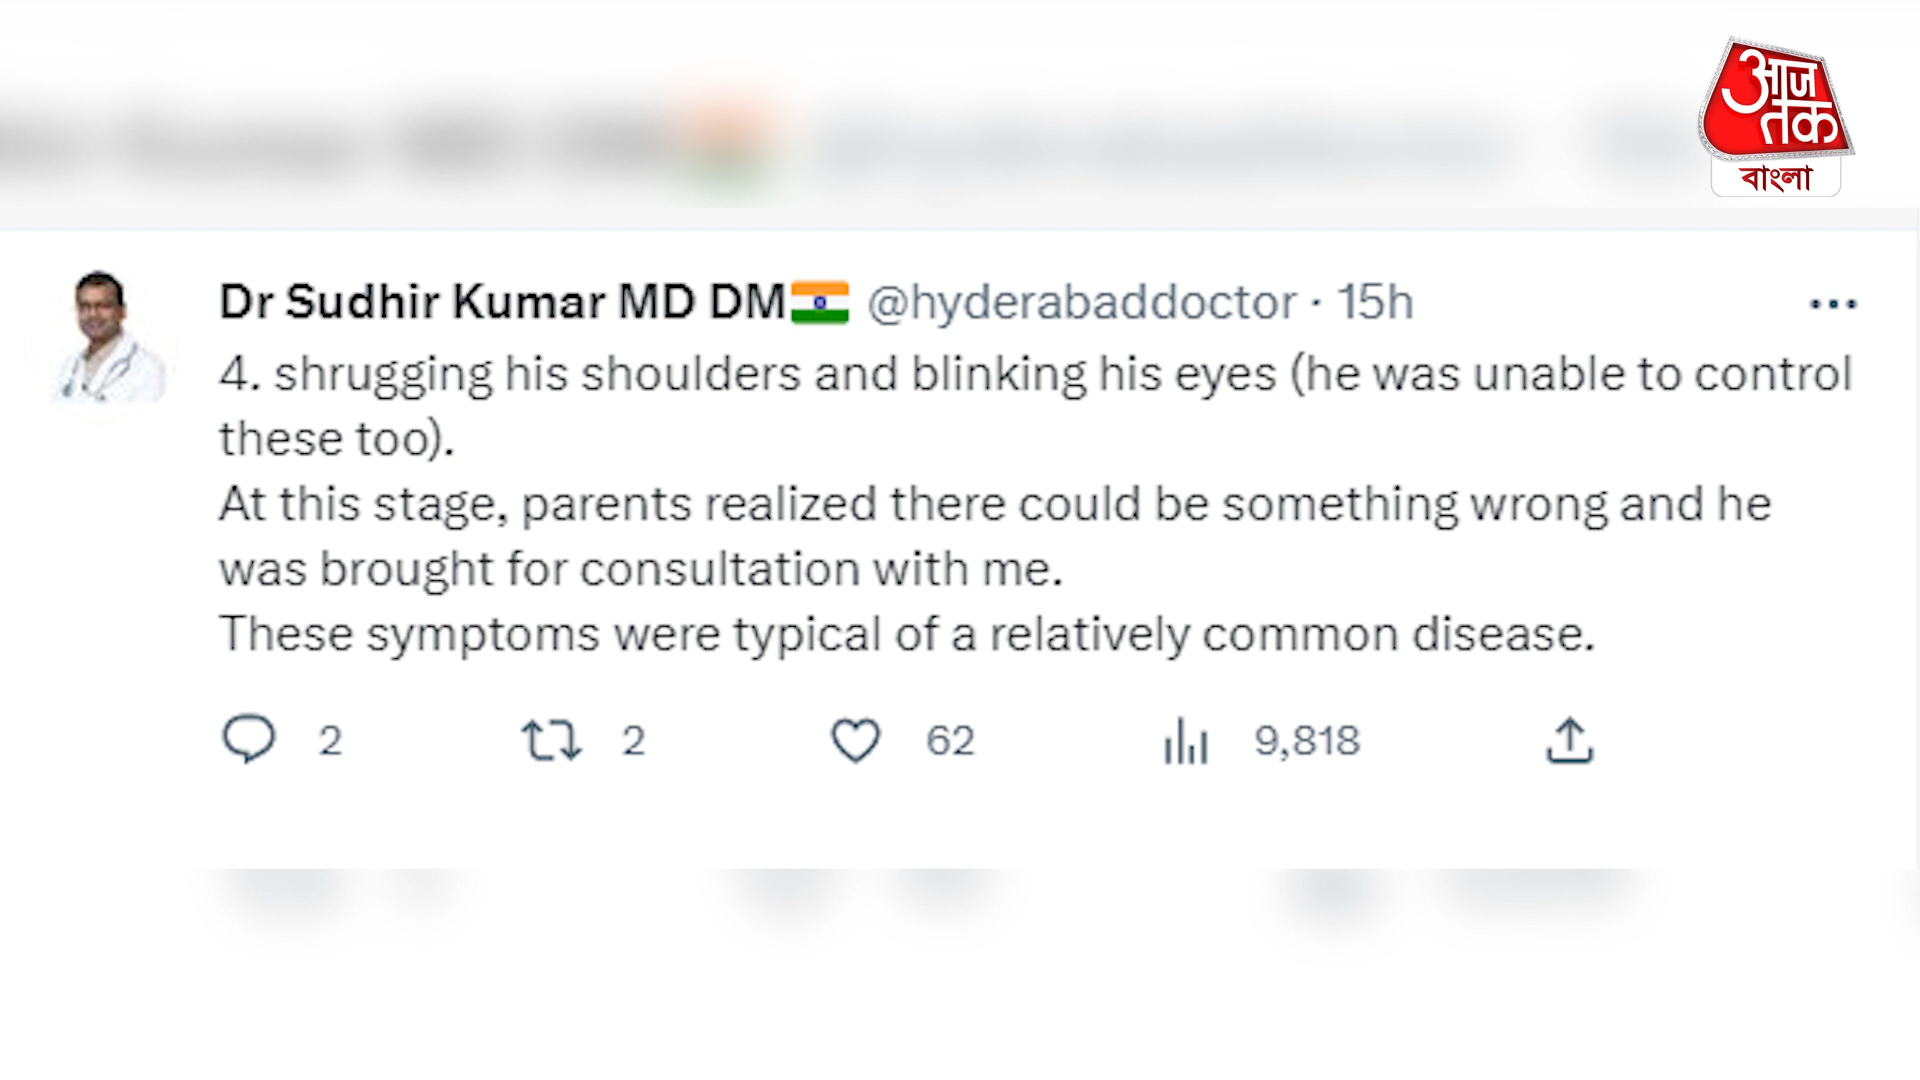 आज
तक
বাংলা
Dr Sudhir Kumar MD DM🇮🇳 @hyderabaddoctor · 15h
4. shrugging his shoulders and blinking his eyes (he was unable to control
these too).
At this stage, parents realized there could be something wrong and he
was brought for consultation with me.
These symptoms were typical of a relatively common disease.
2 2 62 9,818